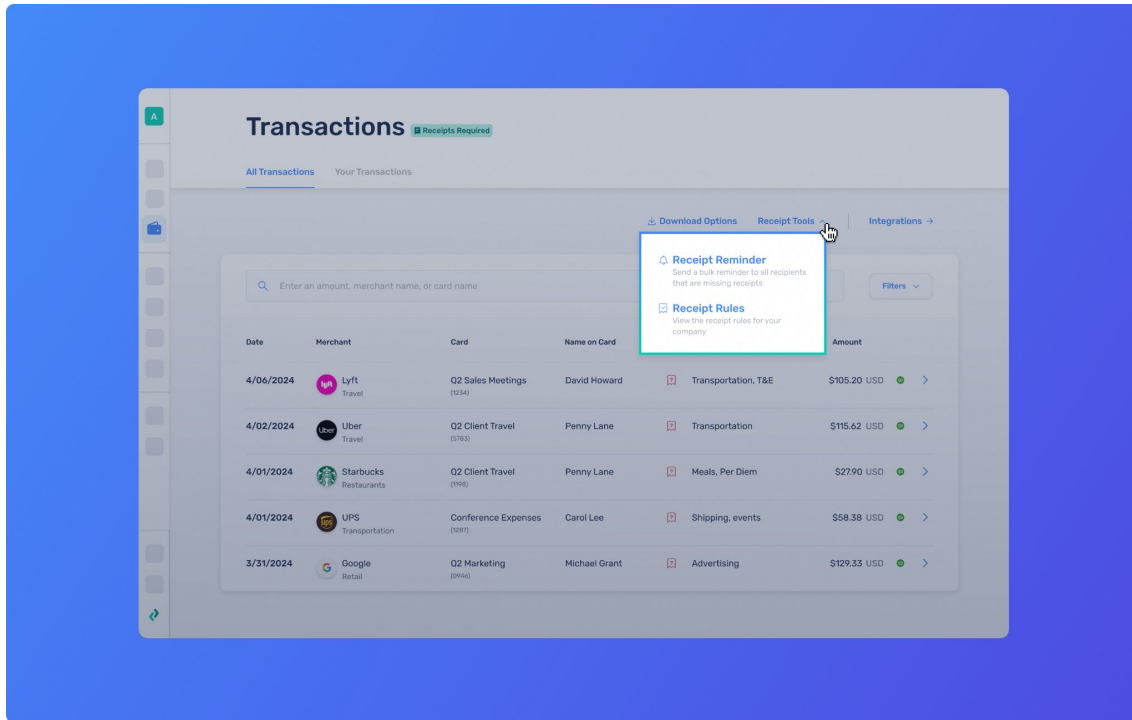 A
Transactions
Receipts Required
All Transactions Your Transactions
Download Options Receipt Tools Integrations →
Receipt Reminder
Send a bulk reminder to all recipients
that are missing receipts
Enter an amount, merchant name, or card name
Filters
Receipt Rules
View the receipt rules for your
company
Date Merchant Card Name on Card Amount
4/06/2024 Lyft Q2 Sales Meetings David Howard Transportation, T&E $105.20 USD
lyft Travel (1234)
4/02/2024 Uber Q2 Client Travel Penny Lane Transportation $115.62 USD
Uber Travel (5783)
4/01/2024 Starbucks Q2 Client Travel Penny Lane Meals, Per Diem $27.90 USD
Restaurants (1198)
4/01/2024 UPS Conference Expenses Carol Lee Shipping, events $58.38 USD
ups Transportation (1287)
3/31/2024 Google Q2 Marketing Michael Grant Advertising $129.33 USD
G Retail (0946)